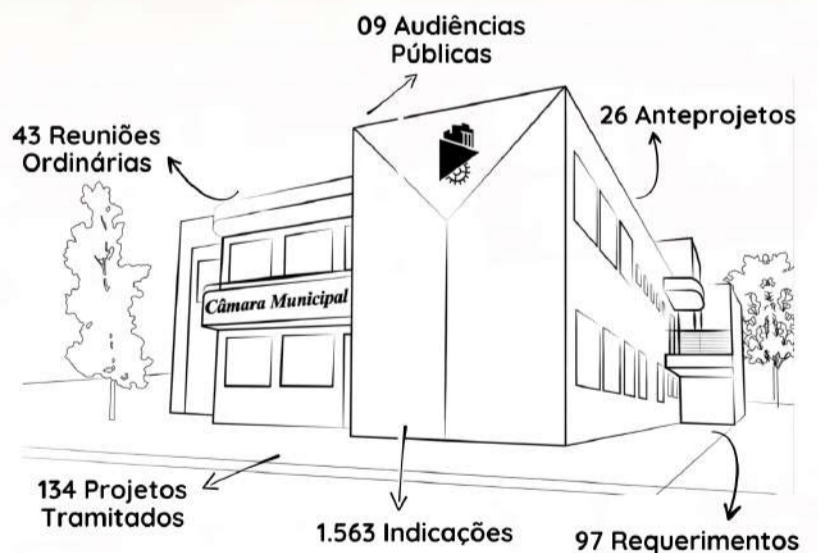 09 Audiências
Públicas
26 Anteprojetos
43 Reuniões
Ordinárias
Câmara Municipal
134 Projetos
Tramitados
1.563 Indicações
97 Requerimentos